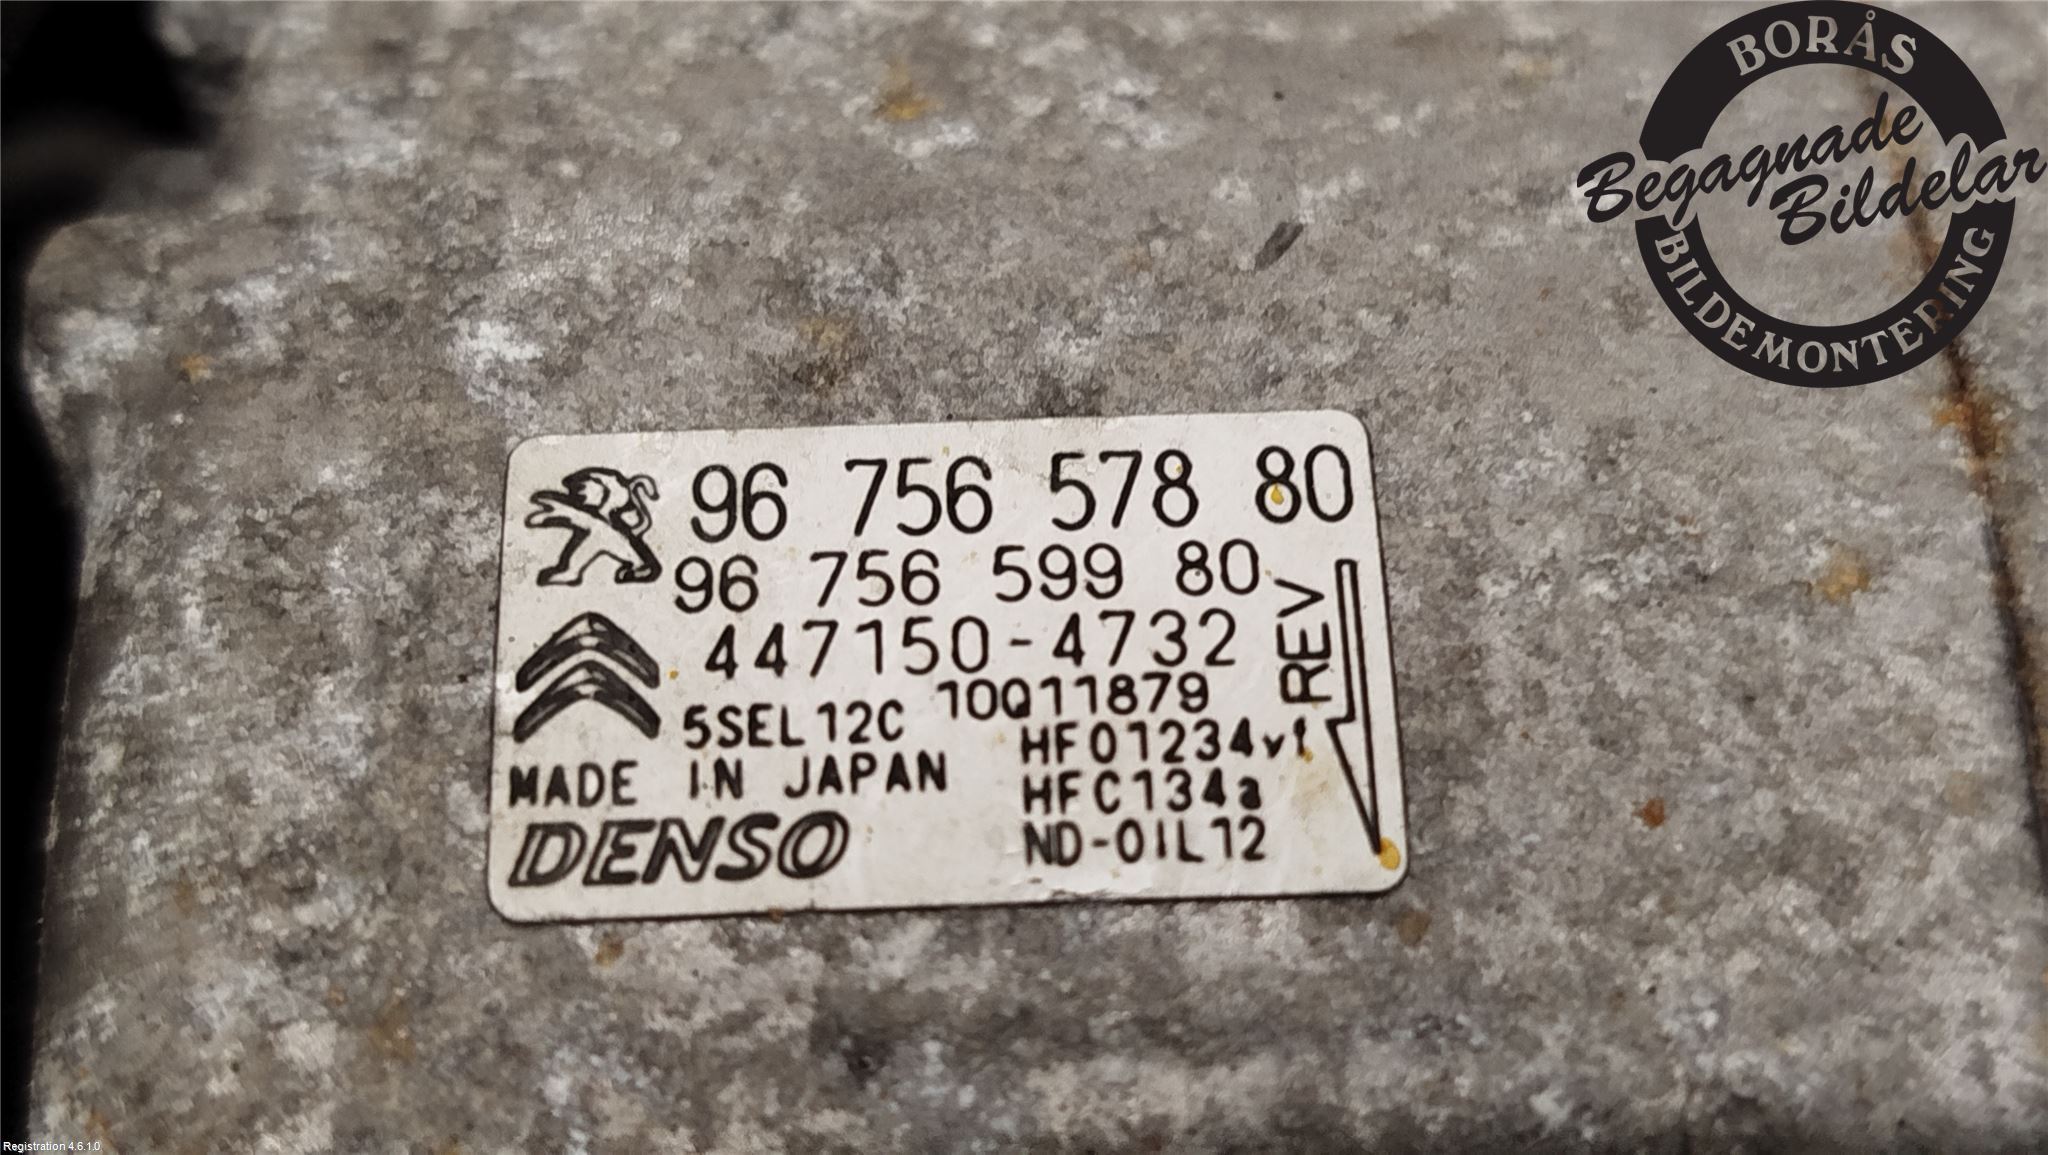 BORÅS
Begagnade
Bildelar
BILDEMONTERING
96 756 578 80
96 756 599 80
447150-4732
5SEL12C 10Q11879
HF01234yf
MADE IN JAPAN
HFC134a
DENSO
ND-OIL12
REV
Registration 4.6.1.0